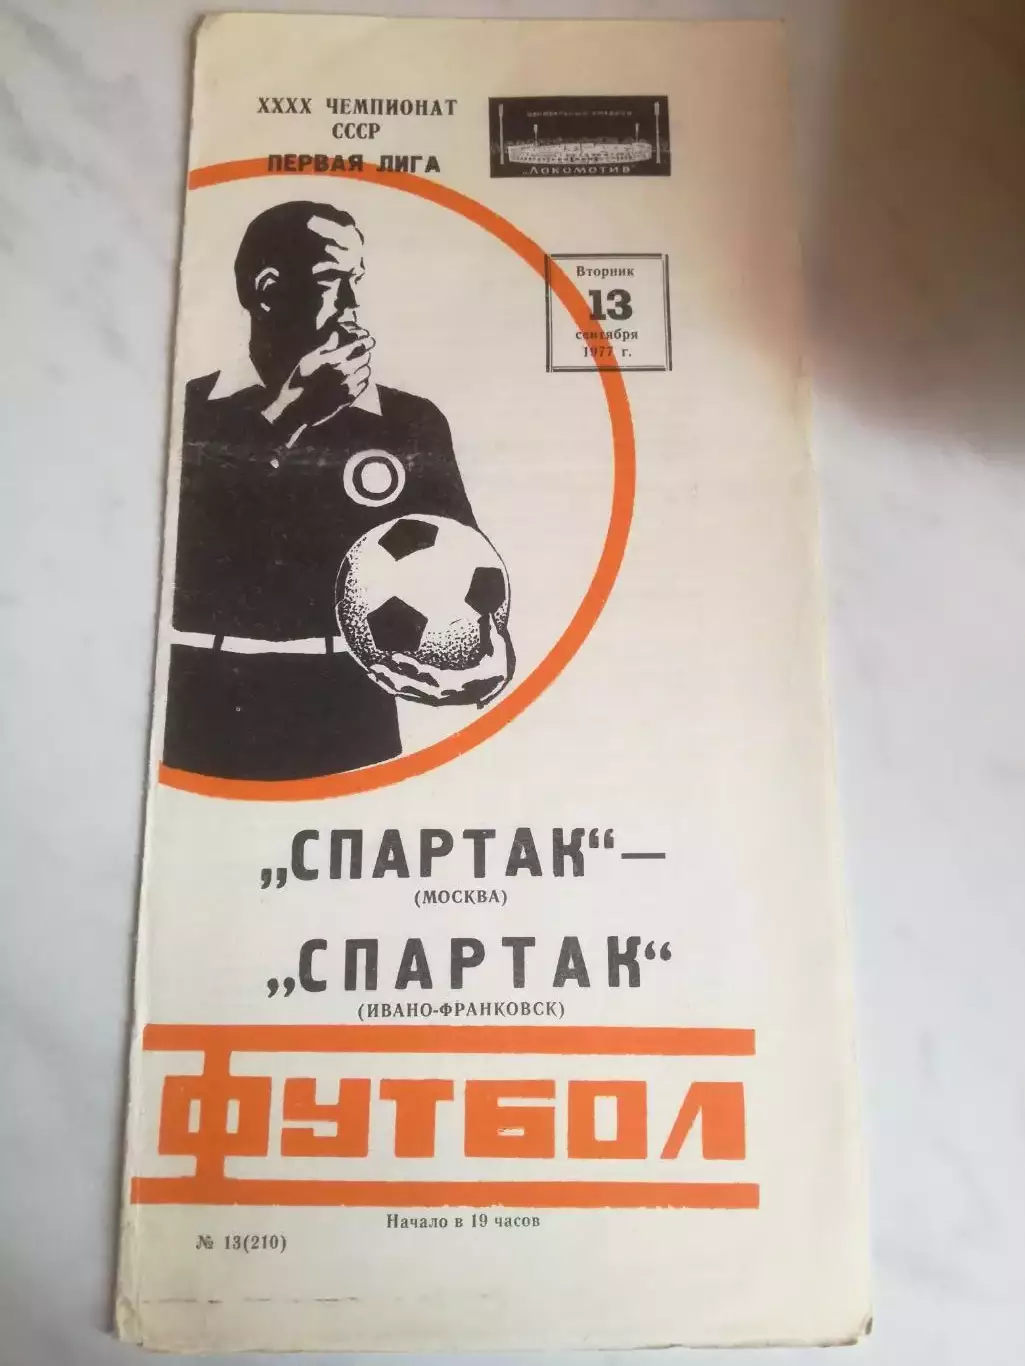 XXXX ЧЕМПИОНАТ
СССР
ПЕРВАЯ ЛИГА
„ЛОКОМОТИВ"
Вторник
13
сентября
1977 г.
„СПАРТАК“—
(МОСКВА)
„СПАРТАК“
(ИВАНО-ФРАНКОВСК)
ФУТБОЛ
Начало в 19 часов
№ 13(210)